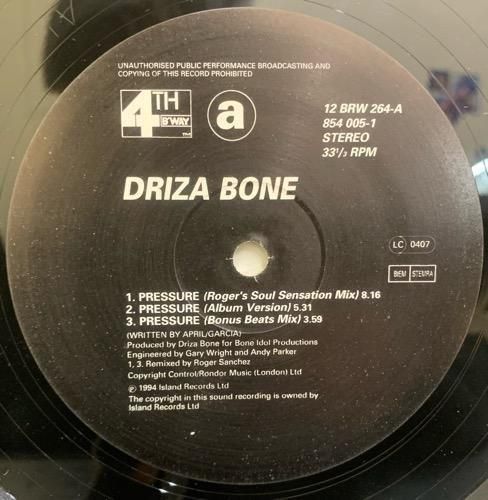 UNAUTHORISED PUBLIC PERFORMANCE BROADCASTING AND
COPYING OF THIS RECORD PROHIBITED
4TH
B'WAY
TM
a
12 BRW 264-A
854 005-1
STEREO
33 1/3 RPM
DRIZA BONE
LC 0407
BIEM STEMRA
1. PRESSURE (Roger's Soul Sensation Mix) 8.16
2. PRESSURE (Album Version) 5.31
3. PRESSURE (Bonus Beats Mix) 3.59
(WRITTEN BY APRIL/GARCIA)
Produced by Driza Bone for Bone Idol Productions
Engineered by Gary Wright and Andy Parker
1, 3. Remixed by Roger Sanchez
Copyright Control/Rondor Music (London) Ltd
℗ 1994 Island Records Ltd
The copyright in this sound recording is owned by
Island Records Ltd